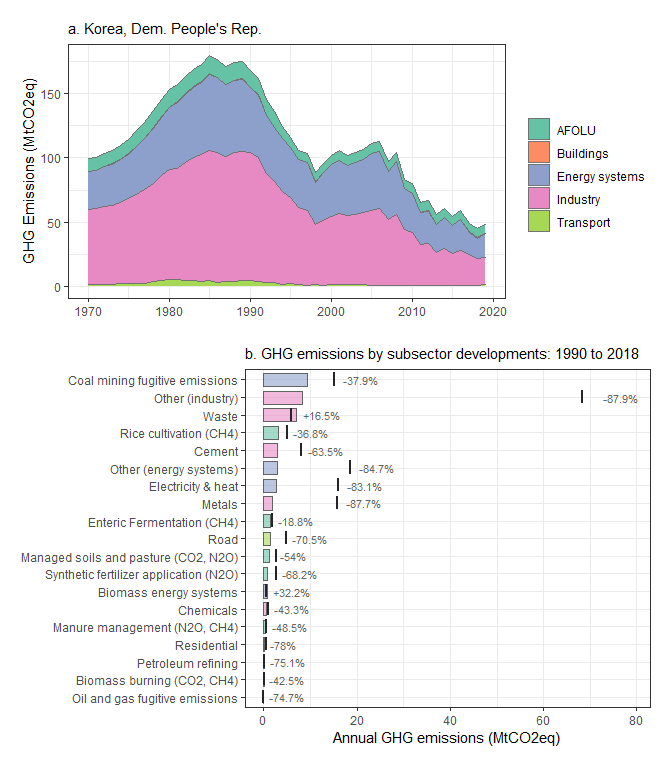 a. Korea, Dem. People's Rep.
GHG Emissions (MtCO2eq)
150
100
50
0
1970
1980
1990
2000
2010
2020
AFOLU
Buildings
Energy systems
Industry
Transport
b. GHG emissions by subsector developments: 1990 to 2018
Coal mining fugitive emissions -37.9%
Other (industry) -87.9%
Waste +16.5%
Rice cultivation (CH4) -36.8%
Cement -63.5%
Other (energy systems) -84.7%
Electricity & heat -83.1%
Metals -87.7%
Enteric Fermentation (CH4) -18.8%
Road -70.5%
Managed soils and pasture (CO2, N2O) -54%
Synthetic fertilizer application (N2O) -68.2%
Biomass energy systems +32.2%
Chemicals -43.3%
Manure management (N2O, CH4) -48.5%
Residential -78%
Petroleum refining -75.1%
Biomass burning (CO2, CH4) -42.5%
Oil and gas fugitive emissions -74.7%
0
20
40
60
80
Annual GHG emissions (MtCO2eq)